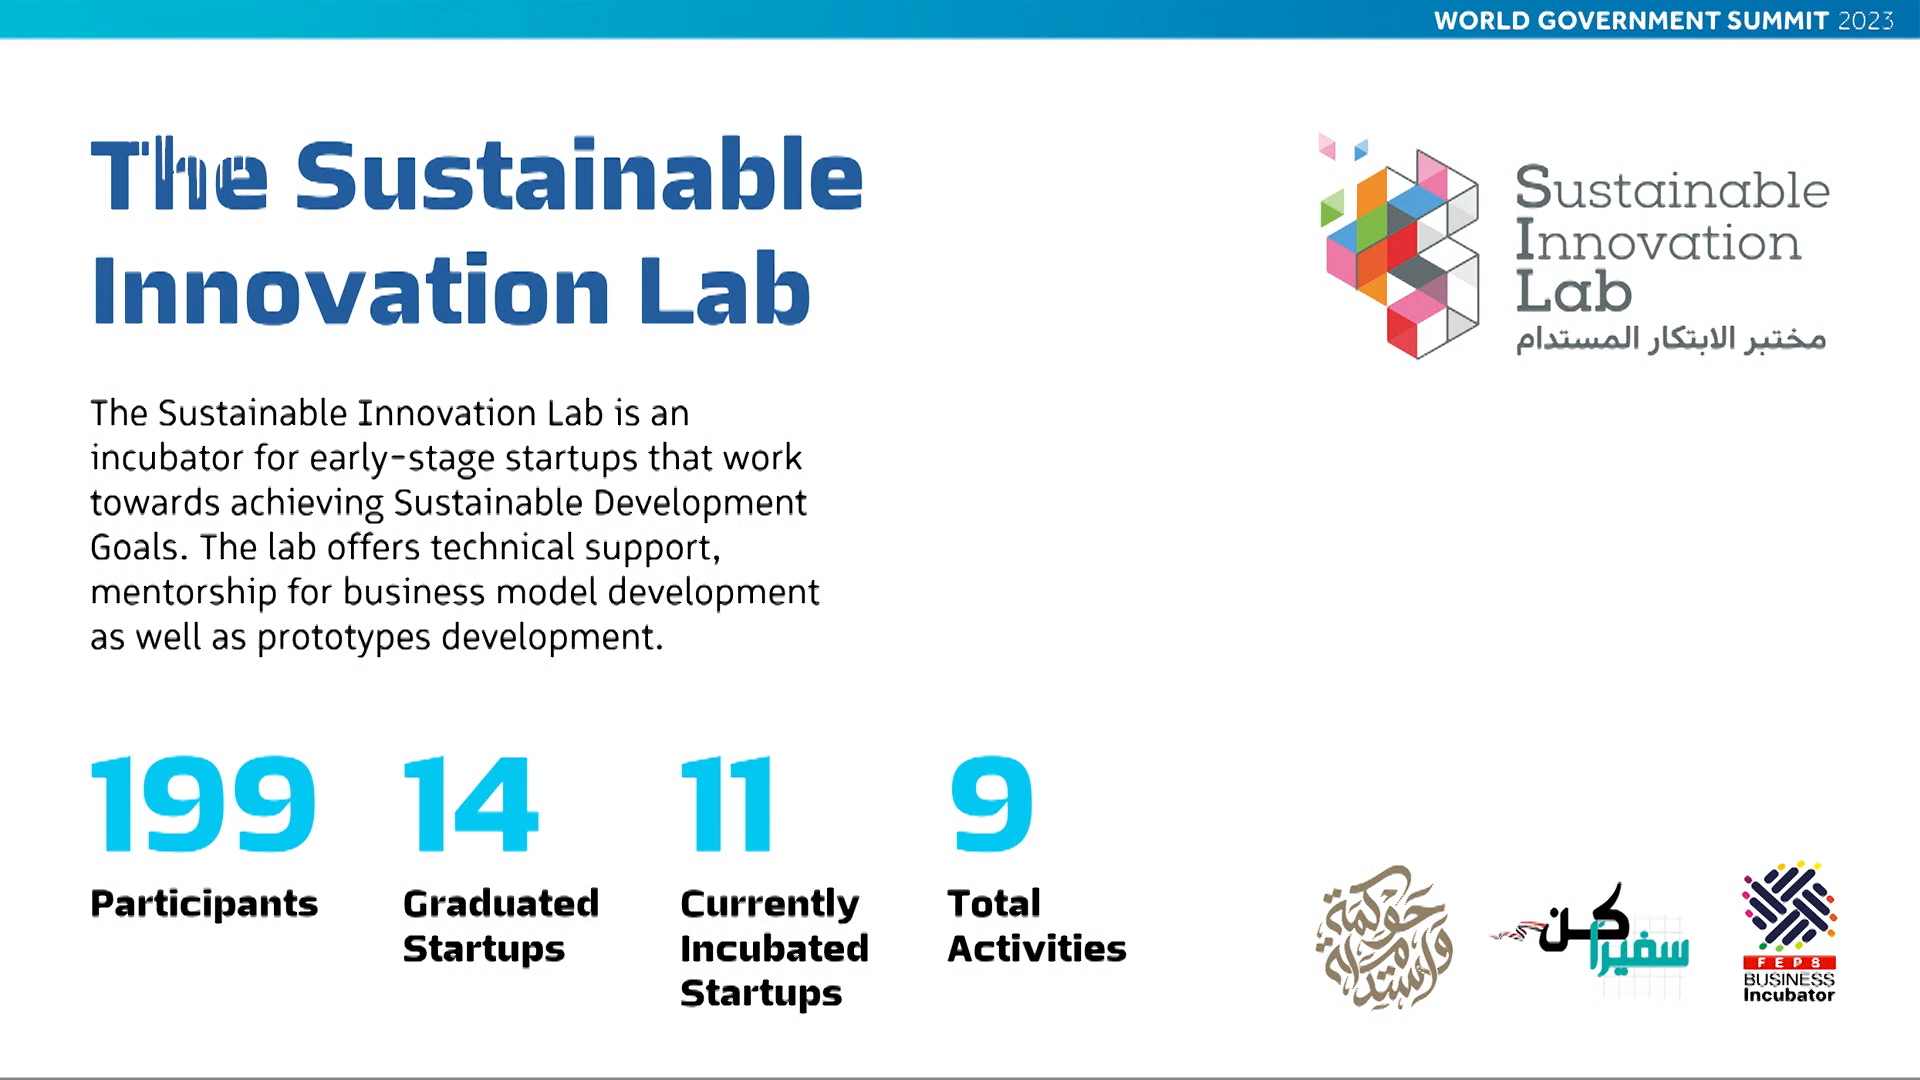 WORLD GOVERNMENT SUMMIT 2023
The Sustainable
Innovation Lab
Sustainable
Innovation
Lab
مختبر الابتكار المستدام
The Sustainable Innovation Lab is an
incubator for early-stage startups that work
towards achieving Sustainable Development
Goals. The lab offers technical support,
mentorship for business model development
as well as prototypes development.
199
Participants
14
Graduated
Startups
11
Currently
Incubated
Startups
9
Total
Activities
حوكمة
واستدامة
كن
سفيرا
FEPS
BUSINESS
Incubator